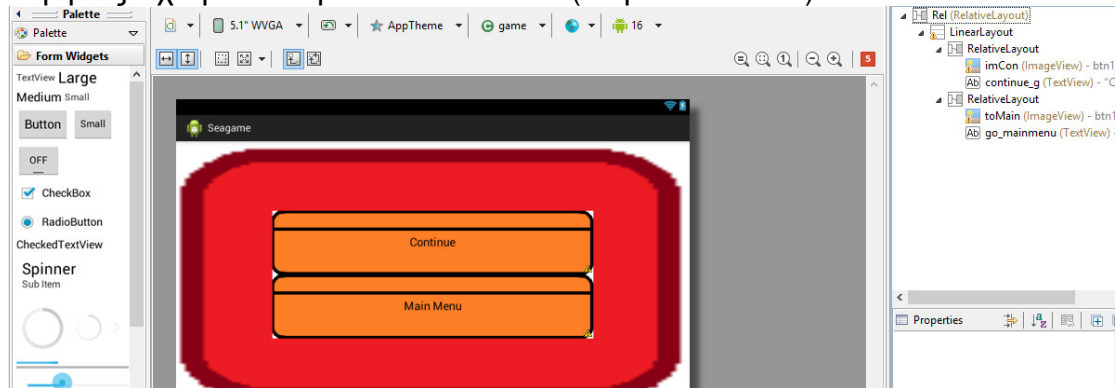 Palette
5.1" WVGA AppTheme game 16
Palette
Form Widgets
TextView Large
Medium Small
Button Small
OFF
CheckBox
RadioButton
CheckedTextView
Spinner
Sub Item
5
Seagame
Continue
Main Menu
Rel (RelativeLayout)
LinearLayout
RelativeLayout
imCon (ImageView) - btn1
Ab continue_g (TextView) - "C
RelativeLayout
toMain (ImageView) - btn1
Ab go_mainmenu (TextView) -
Properties